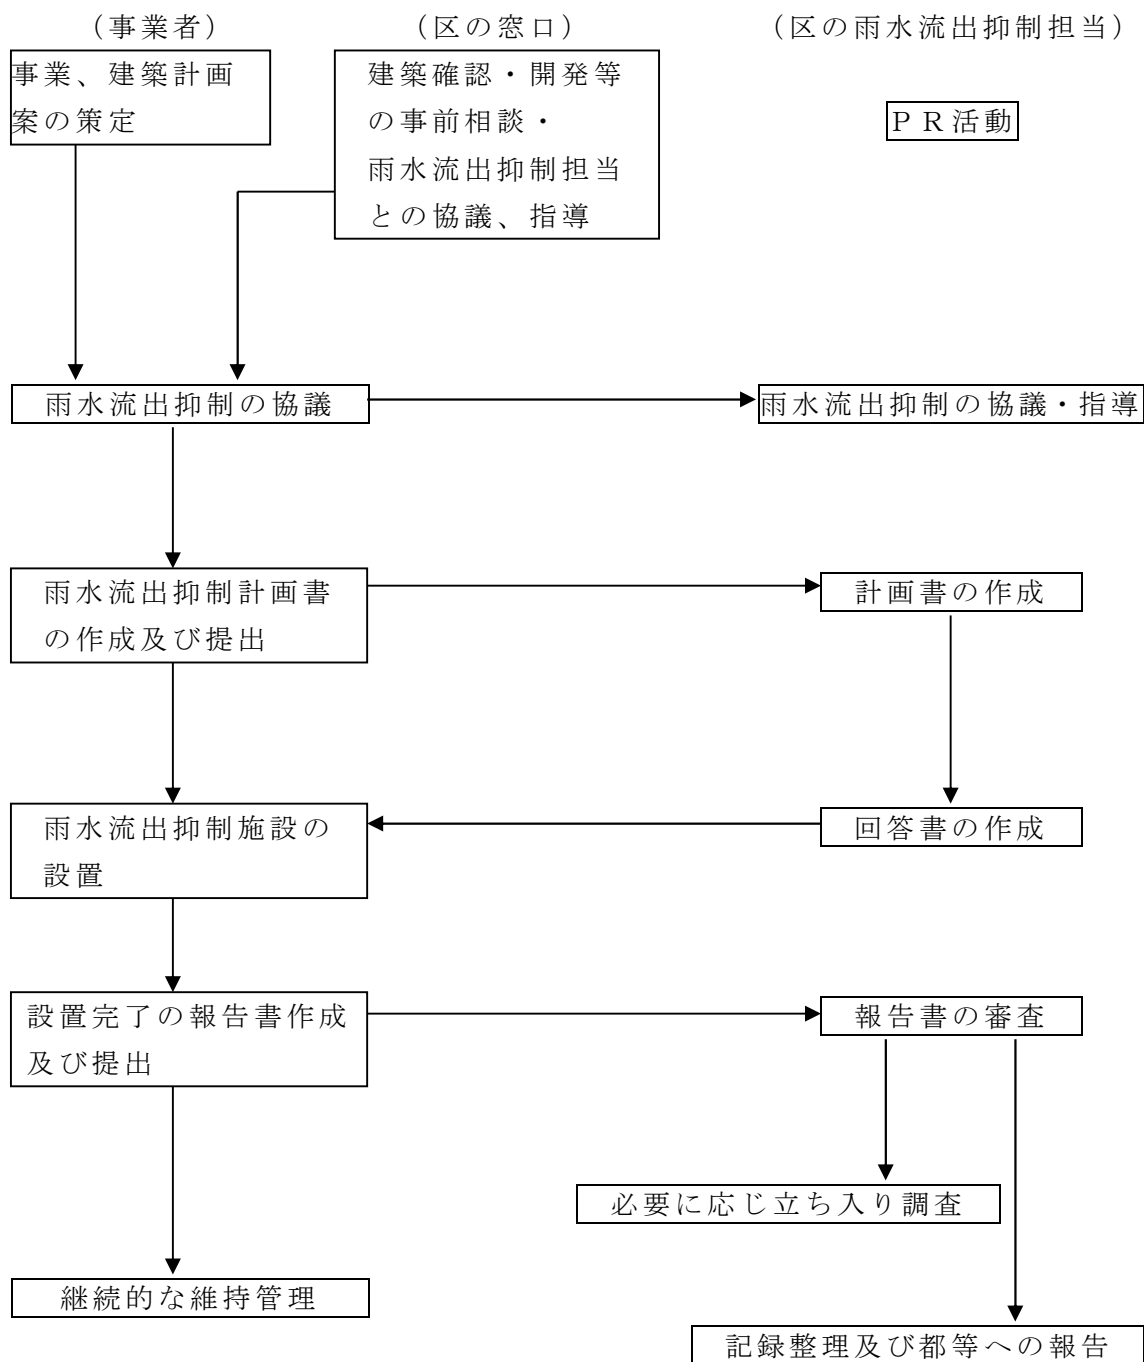 （事業者）
（区の窓口）
（区の雨水流出抑制担当）
事業、建築計画
案の策定
建築確認・開発等
の事前相談・
雨水流出抑制担当
との協議、指導
ＰＲ活動
雨水流出抑制の協議
雨水流出抑制の協議・指導
雨水流出抑制計画書
の作成及び提出
計画書の作成
雨水流出抑制施設の
設置
回答書の作成
設置完了の報告書作成
及び提出
報告書の審査
必要に応じ立ち入り調査
継続的な維持管理
記録整理及び都等への報告